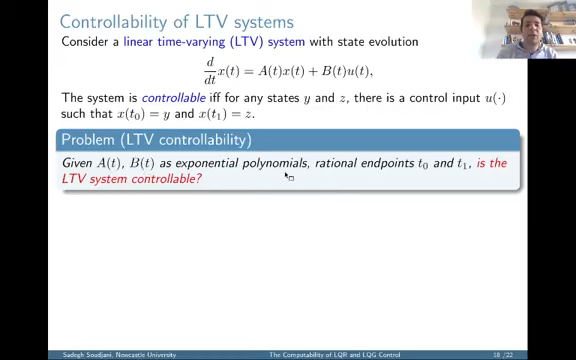 Controllability of LTV systems
Consider a linear time-varying (LTV) system with state evolution
d/dt x(t) = A(t)x(t) + B(t)u(t),
The system is controllable iff for any states y and z, there is a control input u(·)
such that x(t₀) = y and x(t₁) = z.
Problem (LTV controllability)
Given A(t), B(t) as exponential polynomials, rational endpoints t₀ and t₁, is the
LTV system controllable?
Sadegh Soudjani, Newcastle University The Computability of LQR and LQG Control 18 /22